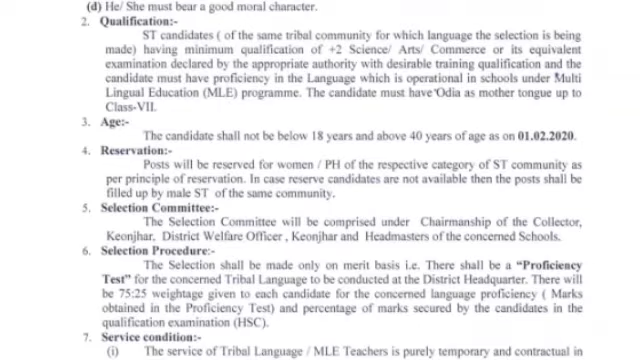 (d) He/ She must bear a good moral character.
2. Qualification:-
ST candidates ( of the same tribal community for which language the selection is being
made) having minimum qualification of +2 Science/ Arts/ Commerce or its equivalent
examination declared by the appropriate authority with desirable training qualification and the
candidate must have proficiency in the Language which is operational in schools under Multi
Lingual Education (MLE) programme. The candidate must have Odia as mother tongue up to
Class-VII.
3. Age:-
The candidate shall not be below 18 years and above 40 years of age as on 01.02.2020.
4. Reservation:-
Posts will be reserved for women / PH of the respective category of ST community as
per principle of reservation. In case reserve candidates are not available then the posts shall be
filled up by male ST of the same community.
5. Selection Committee:-
The Selection Committee will be comprised under Chairmanship of the Collector,
Keonjhar, District Welfare Officer , Keonjhar and Headmasters of the concerned Schools.
6. Selection Procedure:-
The Selection shall be made only on merit basis i.e. There shall be a “Proficiency
Test” for the concerned Tribal Language to be conducted at the District Headquarter. There will
be 75:25 weightage given to each candidate for the concerned language proficiency ( Marks
obtained in the Proficiency Test) and percentage of marks secured by the candidates in the
qualification examination (HSC).
7. Service condition:-
(i) The service of Tribal Language / MLE Teachers is purely temporary and contractual in